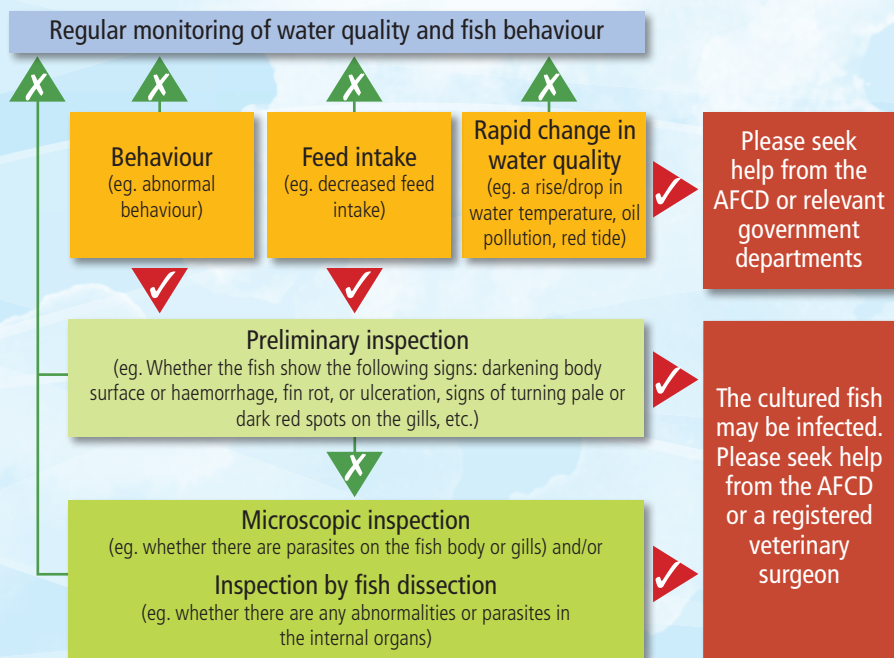 Regular monitoring of water quality and fish behaviour
✗
✗
✗
✗
Behaviour
(eg. abnormal
behaviour)
Feed intake
(eg. decreased feed
intake)
Rapid change in
water quality
(eg. a rise/drop in
water temperature, oil
pollution, red tide)
✓
Please seek
help from the
AFCD or relevant
government
departments
✓
✓
Preliminary inspection
(eg. Whether the fish show the following signs: darkening body
surface or haemorrhage, fin rot, or ulceration, signs of turning pale or
dark red spots on the gills, etc.)
✓
✗
Microscopic inspection
(eg. whether there are parasites on the fish body or gills) and/or
Inspection by fish dissection
(eg. whether there are any abnormalities or parasites in
the internal organs)
✓
The cultured fish
may be infected.
Please seek help
from the AFCD
or a registered
veterinary
surgeon